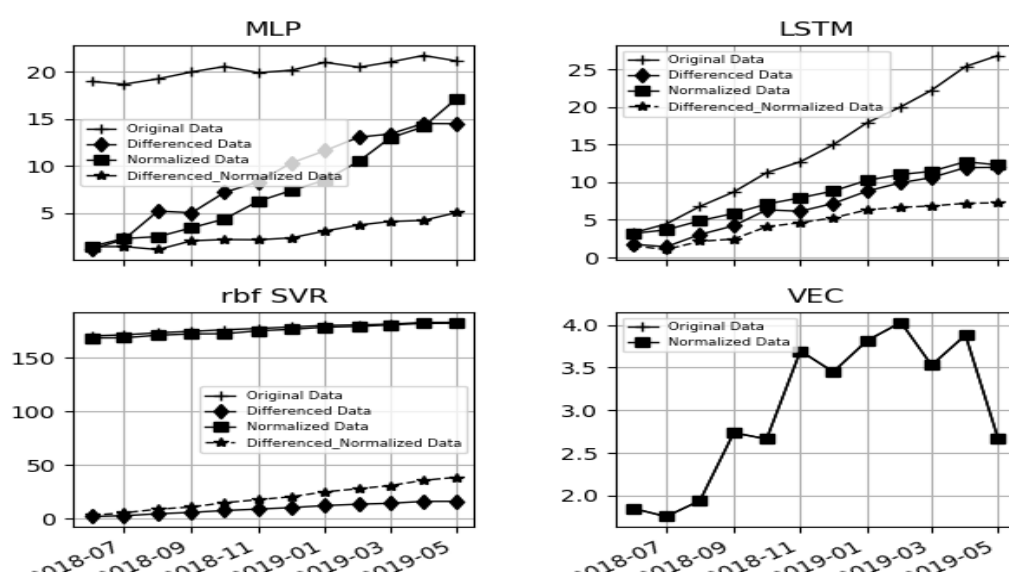 MLP
20
15
10
5
Original Data
Differenced Data
Normalized Data
Differenced_Normalized Data
LSTM
25
20
15
10
5
0
Original Data
Differenced Data
Normalized Data
Differenced_Normalized Data
rbf SVR
150
100
50
0
Original Data
Differenced Data
Normalized Data
Differenced_Normalized Data
2018-07 2018-09 2018-11 2019-01 2019-03 2019-05
VEC
4.0
3.5
3.0
2.5
2.0
Original Data
Normalized Data
2018-07 2018-09 2018-11 2019-01 2019-03 2019-05